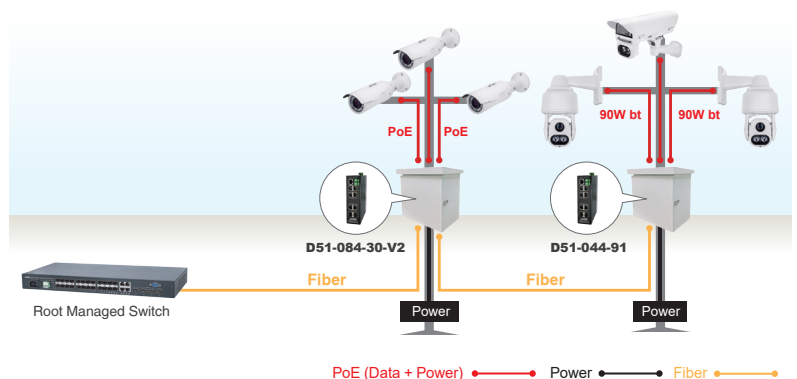 PoE
PoE
90W bt
90W bt
D51-084-30-V2
D51-044-91
Fiber
Fiber
Root Managed Switch
Power
Power
PoE (Data + Power)
Power
Fiber